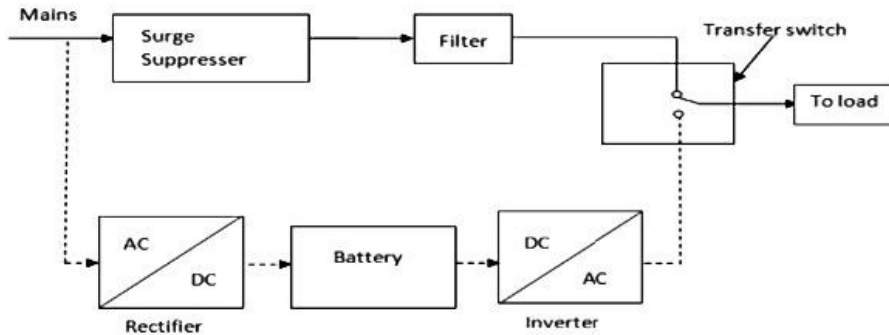 Mains
Surge
Suppresser
Filter
Transfer switch
To load
AC
DC
Rectifier
Battery
DC
AC
Inverter